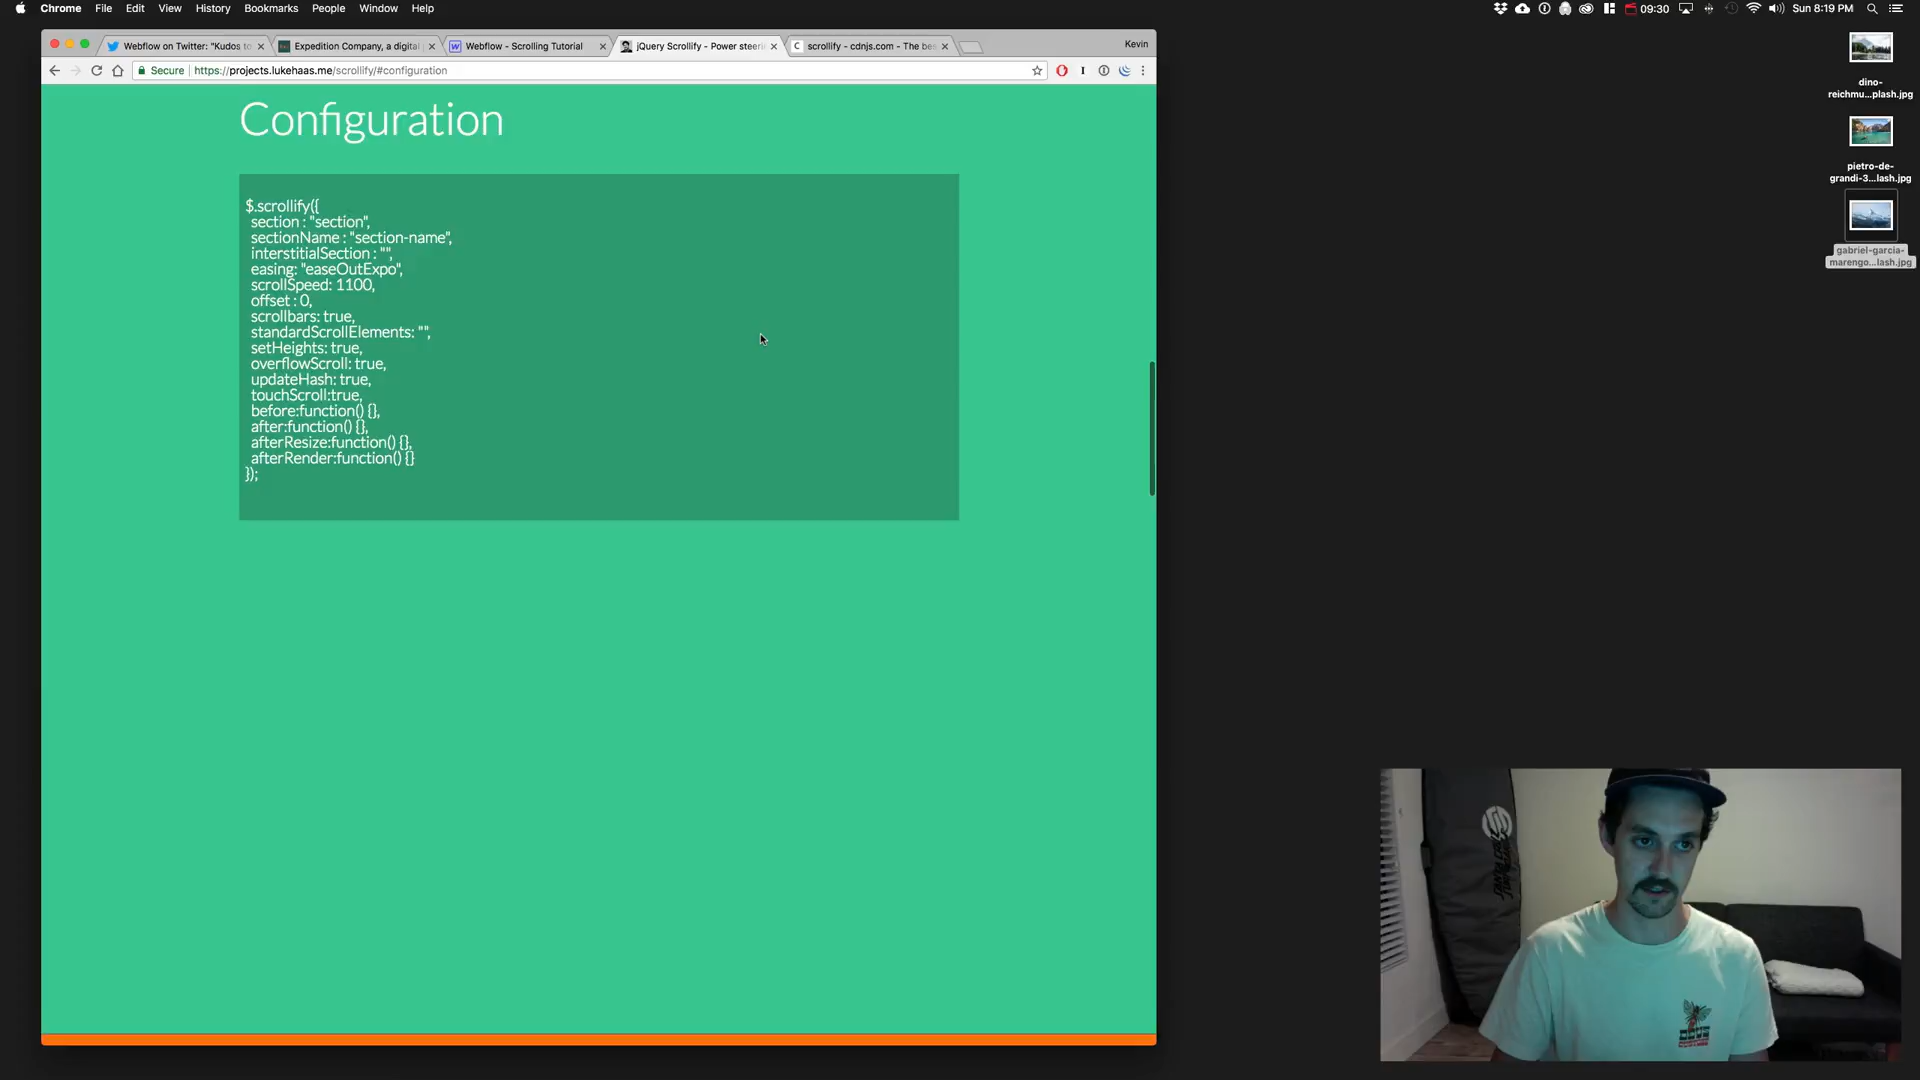 Chrome File Edit View History Bookmarks People Window Help
09:30 Sun 8:19 PM
Webflow on Twitter: "Kudos to
Expedition Company, a digital
Webflow - Scrolling Tutorial
jQuery Scrollify - Power steeri
scrollify - cdnjs.com - The bes
Kevin
Secure https://projects.lukehaas.me/scrollify/#configuration
Configuration
$.scrollify({
section : "section",
sectionName : "section-name",
interstitialSection : "",
easing: "easeOutExpo",
scrollSpeed: 1100,
offset : 0,
scrollbars: true,
standardScrollElements: "",
setHeights: true,
overflowScroll: true,
updateHash: true,
touchScroll:true,
before:function() {},
after:function() {},
afterResize:function() {},
afterRender:function() {}
});
dino-
reichmu...plash.jpg
pietro-de-
grandi-3...lash.jpg
gabriel-garcia-
marengo...lash.jpg
DEUS